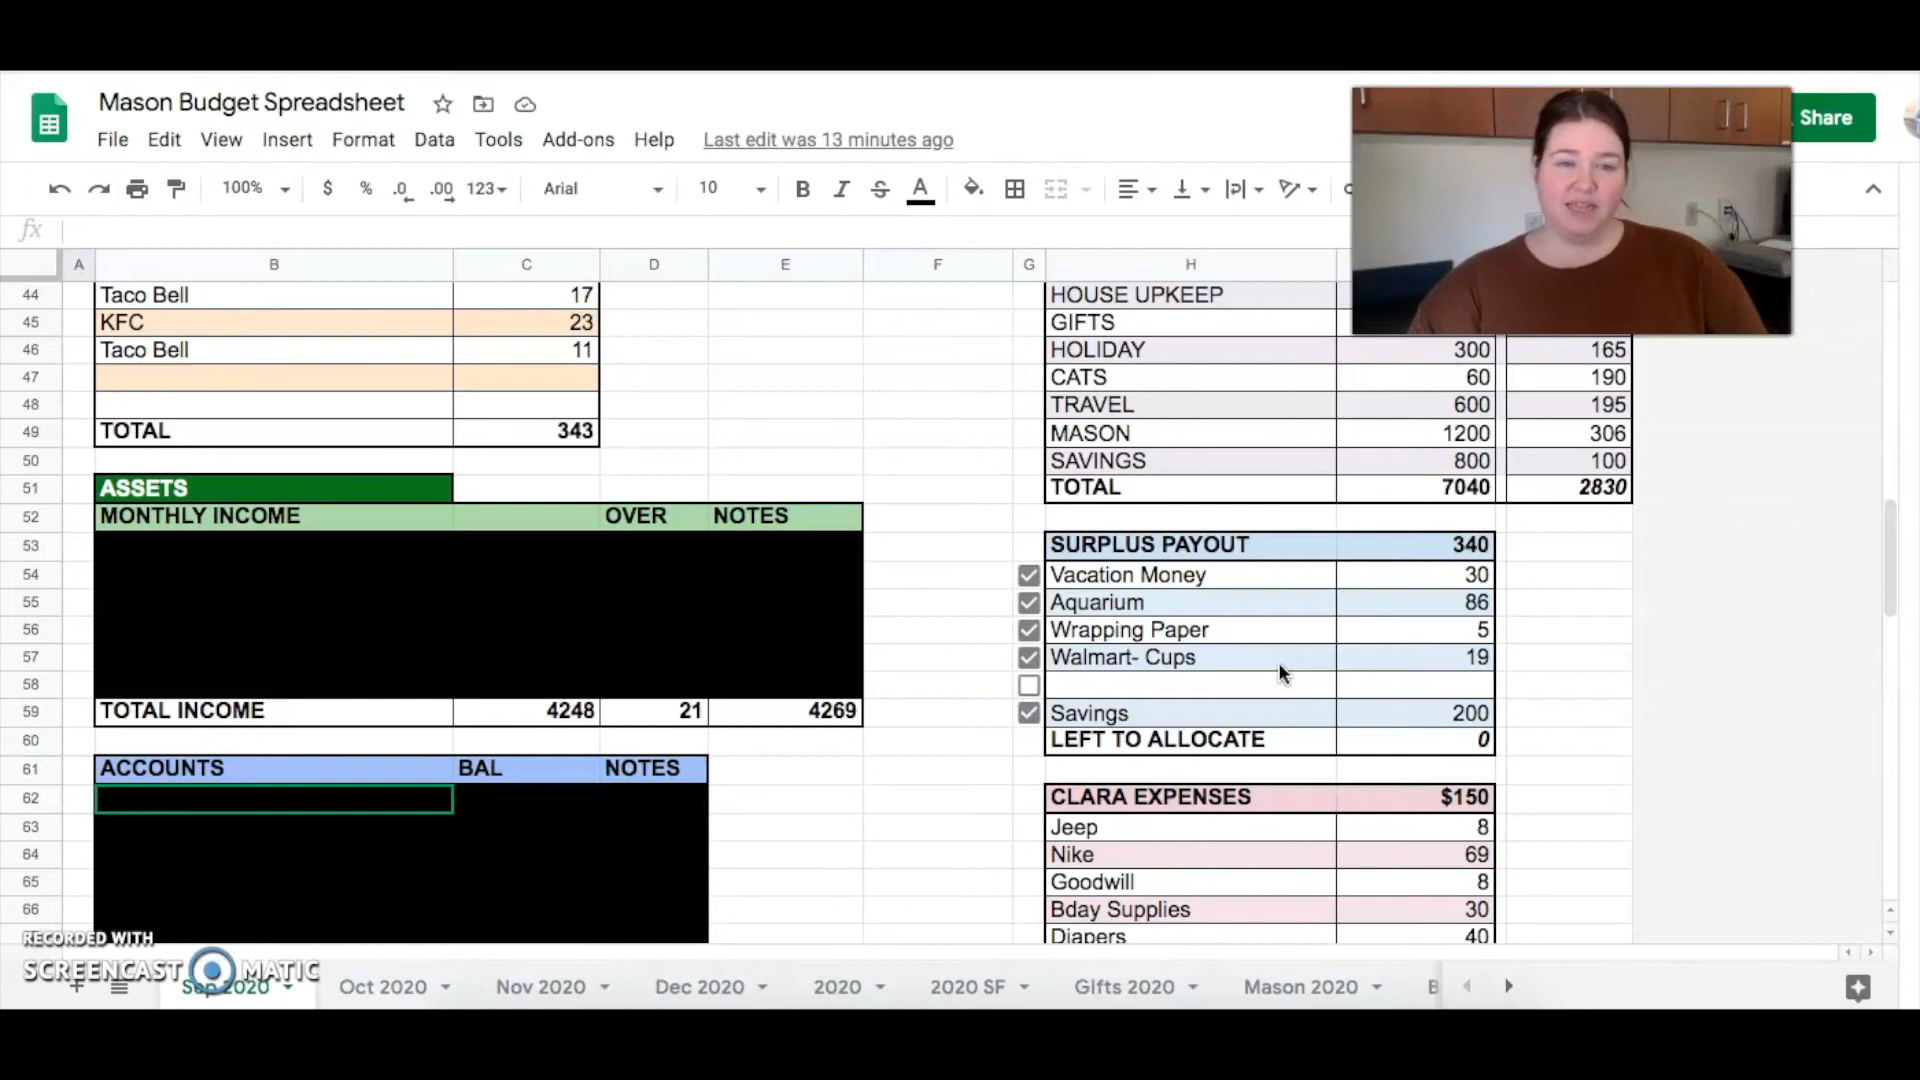 Mason Budget Spreadsheet
Share
File Edit View Insert Format Data Tools Add-ons Help Last edit was 13 minutes ago
100% $ % .0 .00 123 Arial 10 B I S A
fx
A B C D E F G H
44 Taco Bell 17 HOUSE UPKEEP
45 KFC 23 GIFTS
46 Taco Bell 11 HOLIDAY 300 165
47 CATS 60 190
48 TRAVEL 600 195
49 TOTAL 343 MASON 1200 306
50 SAVINGS 800 100
51 ASSETS TOTAL 7040 2830
52 MONTHLY INCOME OVER NOTES
53 SURPLUS PAYOUT 340
54 Vacation Money 30
55 Aquarium 86
56 Wrapping Paper 5
57 Walmart- Cups 19
58
59 TOTAL INCOME 4248 21 4269 Savings 200
60 LEFT TO ALLOCATE 0
61 ACCOUNTS BAL NOTES
62 CLARA EXPENSES $150
63 Jeep 8
64 Nike 69
65 Goodwill 8
66 Bday Supplies 30
Diapers 40
RECORDED WITH
SCREENCAST MATIC
Sep 2020 Oct 2020 Nov 2020 Dec 2020 2020 2020 SF Gifts 2020 Mason 2020 B